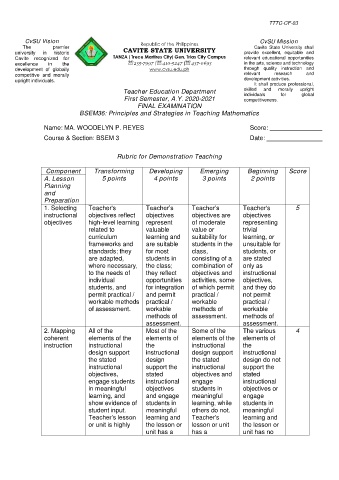 TTTC-CP-03
CvSU Vision
The premier
university in historic
Cavite recognized for
excellence in the
development of globally
competitive and morally
upright individuals.
Republic of the Philippines
CAVITE STATE UNIVERSITY
TANZA | Trece Martires City| Gen. Trias City Campus
www.cvsu.edu.ph
CvSU Mission
Cavite State University shall
provide excellent, equitable and
relevant educational opportunities
in the arts, science and technology
through quality instruction and
relevant research and
development activities.
It shall produce professional,
skilled and morally upright
individuals for global
competitiveness.
Teacher Education Department
First Semester, A.Y. 2020-2021
FINAL EXAMINATION
BSEM36: Principles and Strategies in Teaching Mathematics
Name: MA. WOODELYN P. REYES Score:
Course & Section: BSEM 3 Date:
Rubric for Demonstration Teaching
Component Transforming Developing Emerging Beginning Score
A. Lesson 5 points 4 points 3 points 2 points
Planning
and
Preparation
1. Selecting Teacher's Teacher's Teacher's Teacher's 5
instructional objectives reflect objectives objectives are objectives
objectives high-level learning represent of moderate representing
related to valuable value or trivial
curriculum learning and suitability for learning, or
frameworks and are suitable students in the unsuitable for
standards; they for most class, students, or
are adapted, students in consisting of a are stated
where necessary, the class; combination of only as
to the needs of they reflect objectives and instructional
individual opportunities activities, some objectives,
students, and for integration of which permit and they do
permit practical / and permit practical / not permit
workable methods practical / workable practical /
of assessment. workable methods of workable
methods of assessment. methods of
assessment. assessment.
2. Mapping All of the Most of the Some of the The various 4
coherent elements of the elements of elements of the elements of
instruction instructional the instructional the
design support instructional design support instructional
the stated design the stated design do not
instructional support the instructional support the
objectives, stated objectives and stated
engage students instructional engage instructional
in meaningful objectives students in objectives or
learning, and and engage meaningful engage
show evidence of students in learning, while students in
student input. meaningful others do not. meaningful
Teacher's lesson learning and Teacher's learning and
or unit is highly the lesson or lesson or unit the lesson or
unit has a has a unit has no